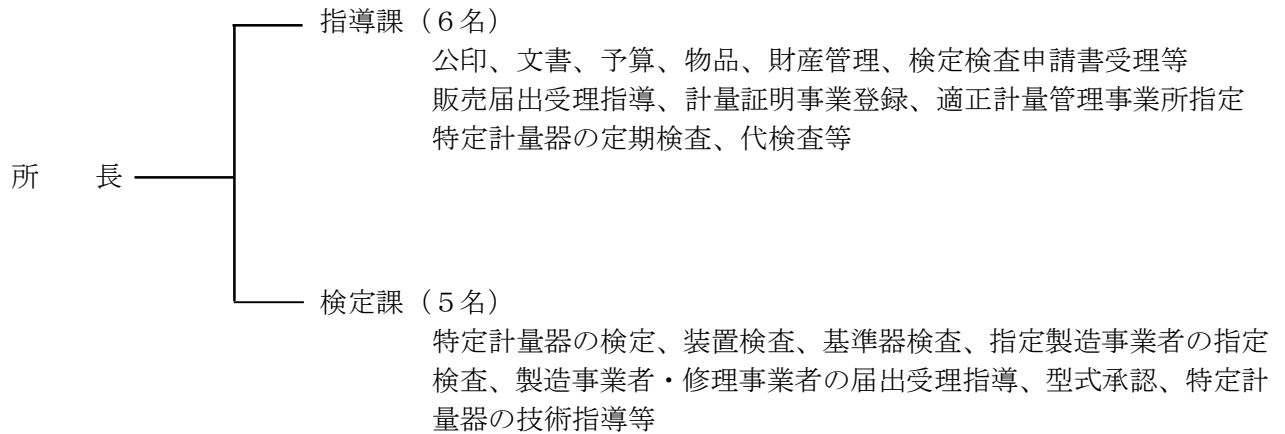 指導課（６名）
公印、文書、予算、物品、財産管理、検定検査申請書受理等
販売届出受理指導、計量証明事業登録、適正計量管理事業所指定
特定計量器の定期検査、代検査等
所　　長
検定課（５名）
特定計量器の検定、装置検査、基準器検査、指定製造事業者の指定
検査、製造事業者・修理事業者の届出受理指導、型式承認、特定計
量器の技術指導等